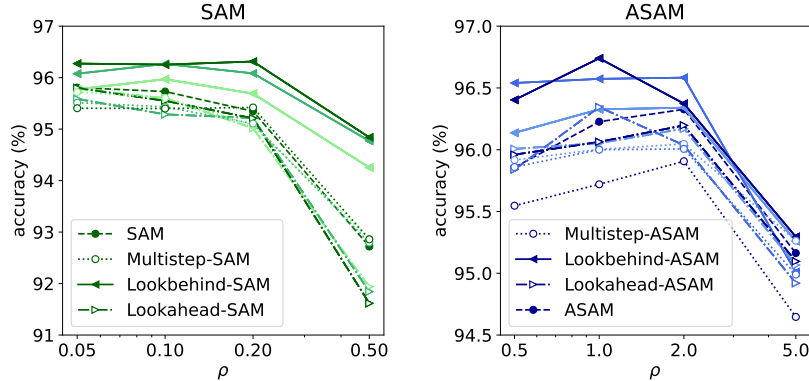 SAM
97
96
95
94
93
92
91
accuracy (%)
SAM
Multistep-SAM
Lookbehind-SAM
Lookahead-SAM
0.05 0.10 0.20 0.50
ρ
ASAM
97.0
96.5
96.0
95.5
95.0
94.5
accuracy (%)
Multistep-ASAM
Lookbehind-ASAM
Lookahead-ASAM
ASAM
0.5 1.0 2.0 5.0
ρ